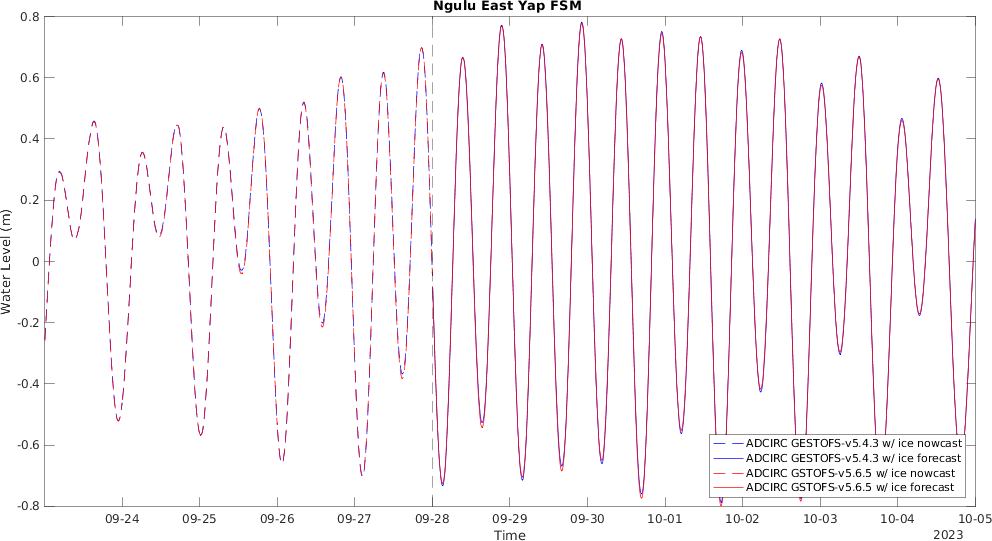 Ngulu East Yap FSM
0.8
0.6
0.4
0.2
0
-0.2
-0.4
-0.6
-0.8
Water Level (m)
ADCIRC GESTOFS-v5.4.3 w/ ice nowcast
ADCIRC GESTOFS-v5.4.3 w/ ice forecast
ADCIRC GSTOFS-v5.6.5 w/ ice nowcast
ADCIRC GSTOFS-v5.6.5 w/ ice forecast
09-24 09-25 09-26 09-27 09-28 09-29 09-30 10-01 10-02 10-03 10-04 10-05
Time
2023